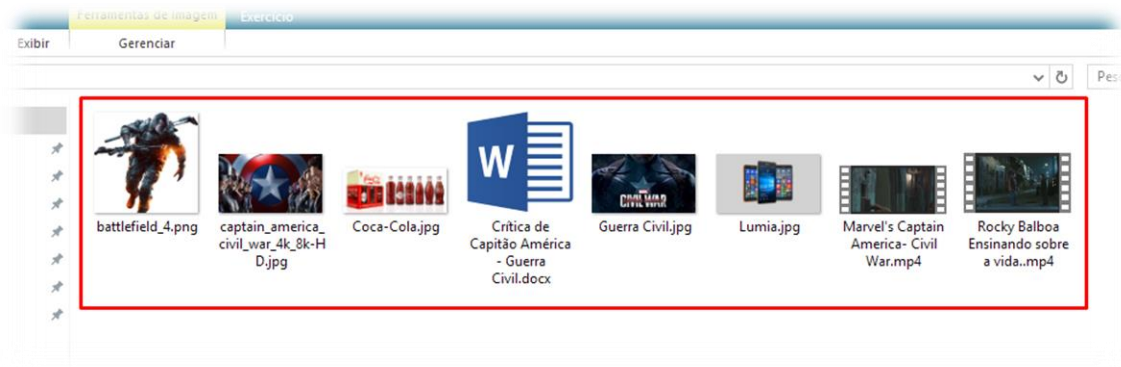 Ferramentas de imagem Exercício
Exibir Gerenciar
battlefield_4.png
captain_america_
civil_war_4k_8k-H
D.jpg
Coca-Cola.jpg
W
Crítica de
Capitão América
- Guerra
Civil.docx
CIVIL WAR
Guerra Civil.jpg
Lumia.jpg
Marvel's Captain
America- Civil
War.mp4
Rocky Balboa
Ensinando sobre
a vida..mp4